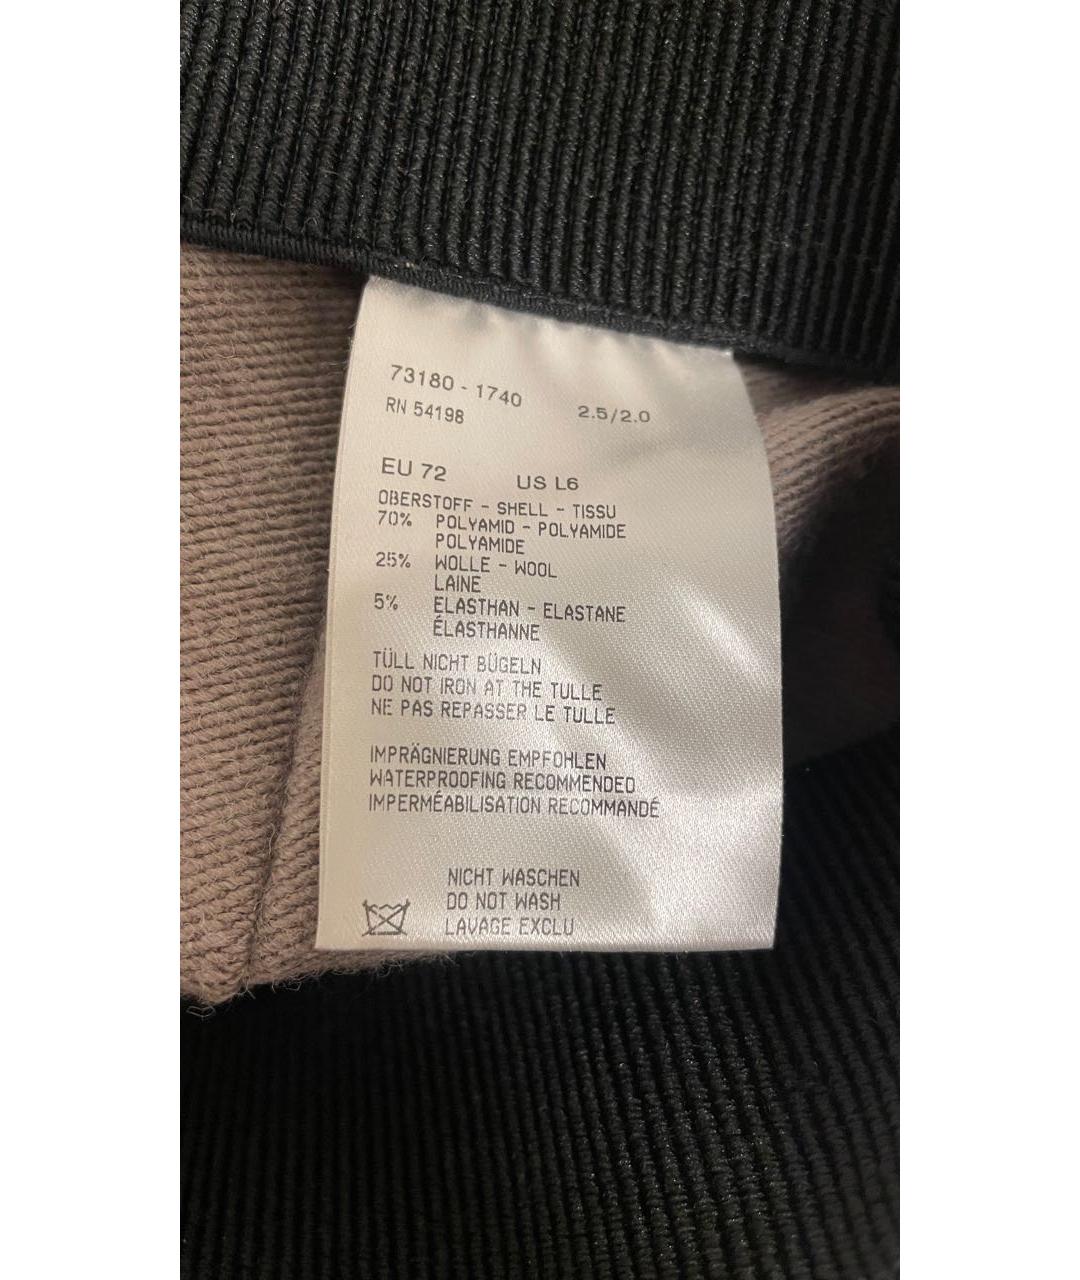 73180 - 1740
RN 54198
2.5/2.0
EU 72 US L6
OBERSTOFF - SHELL - TISSU
70% POLYAMID - POLYAMIDE
POLYAMIDE
25% WOLLE - WOOL
LAINE
5% ELASTHAN - ELASTANE
ÉLASTHANNE
TÜLL NICHT BÜGELN
DO NOT IRON AT THE TULLE
NE PAS REPASSER LE TULLE
IMPRÄGNIERUNG EMPFOHLEN
WATERPROOFING RECOMMENDED
IMPERMÉABILISATION RECOMMANDÉ
NICHT WASCHEN
DO NOT WASH
LAVAGE EXCLU